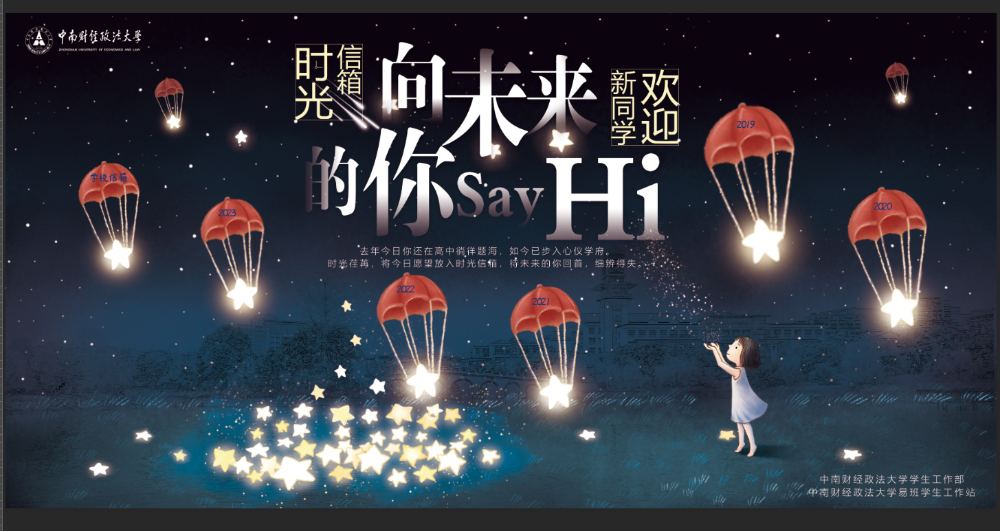 中南财经政法大学
ZHONGNAN UNIVERSITY OF ECONOMICS AND LAW
时光
信箱
向未来
的你Say Hi
欢迎
新同学
去年今日你还在高中徜徉题海，如今已步入心仪学府。
时光荏苒，将今日愿望放入时光信箱，待未来的你回首，细辨得失。
学校信箱
2023
2022
2021
2019
2020
中南财经政法大学学生工作部
中南财经政法大学易班学生工作站